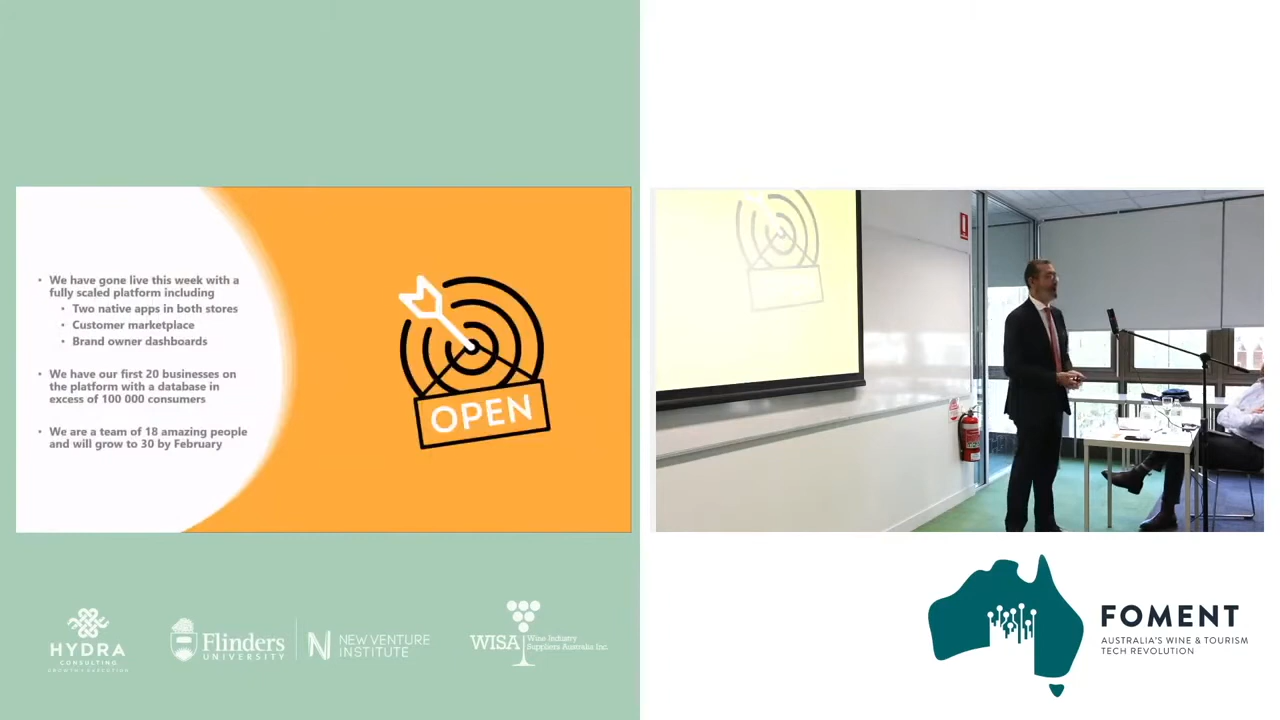 • We have gone live this week with a
fully scaled platform including
• Two native apps in both stores
• Customer marketplace
• Brand owner dashboards
• We have our first 20 businesses on
the platform with a database in
excess of 100 000 consumers
• We are a team of 18 amazing people
and will grow to 30 by February
OPEN
HYDRA
CONSULTING
Flinders
UNIVERSITY
NEW VENTURE
INSTITUTE
WISA
Wine Industry
Suppliers Australia Inc.
FOMENT
AUSTRALIA'S WINE & TOURISM
TECH REVOLUTION